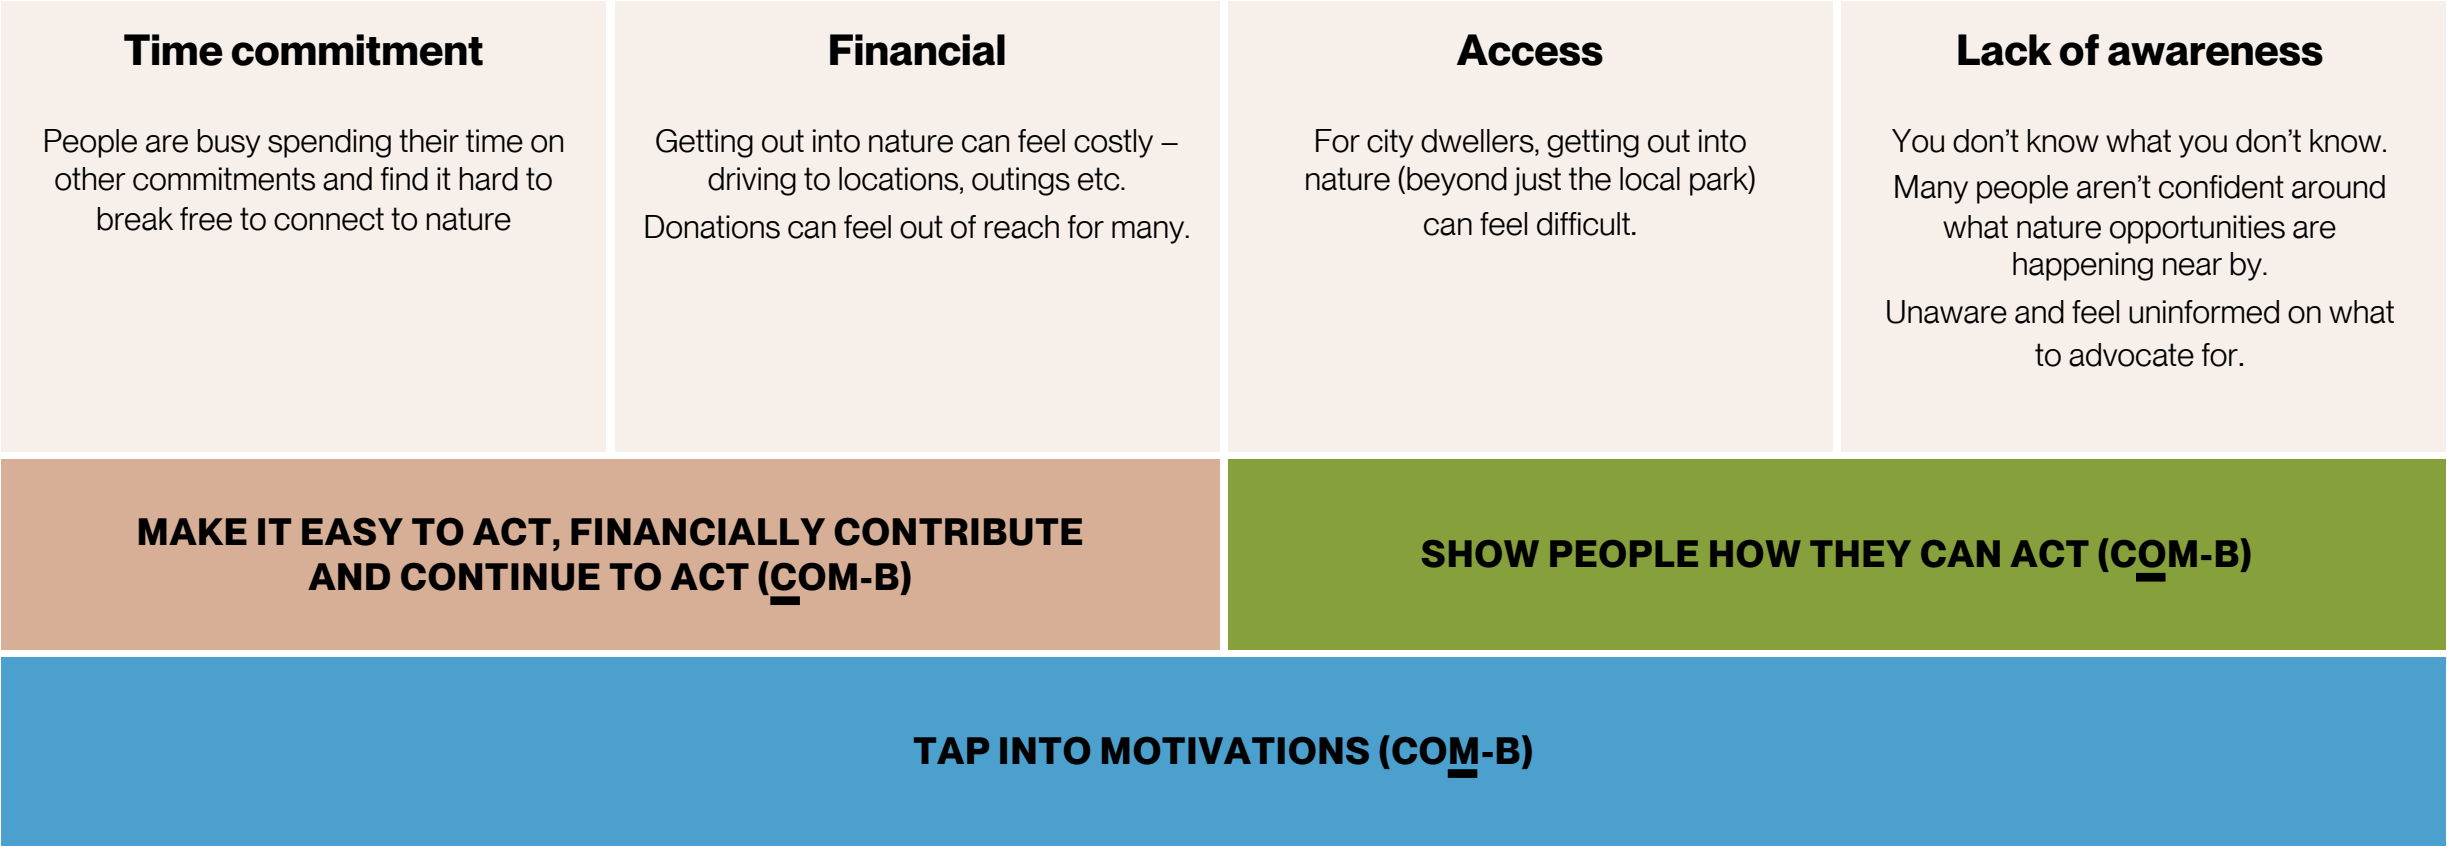 Time commitment
People are busy spending their time on
other commitments and find it hard to
break free to connect to nature
Financial
Getting out into nature can feel costly –
driving to locations, outings etc.
Donations can feel out of reach for many.
Access
For city dwellers, getting out into
nature (beyond just the local park)
can feel difficult.
Lack of awareness
You don’t know what you don’t know.
Many people aren’t confident around
what nature opportunities are
happening near by.
Unaware and feel uninformed on what
to advocate for.
MAKE IT EASY TO ACT, FINANCIALLY CONTRIBUTE
AND CONTINUE TO ACT (COM-B)
SHOW PEOPLE HOW THEY CAN ACT (COM-B)
TAP INTO MOTIVATIONS (COM-B)